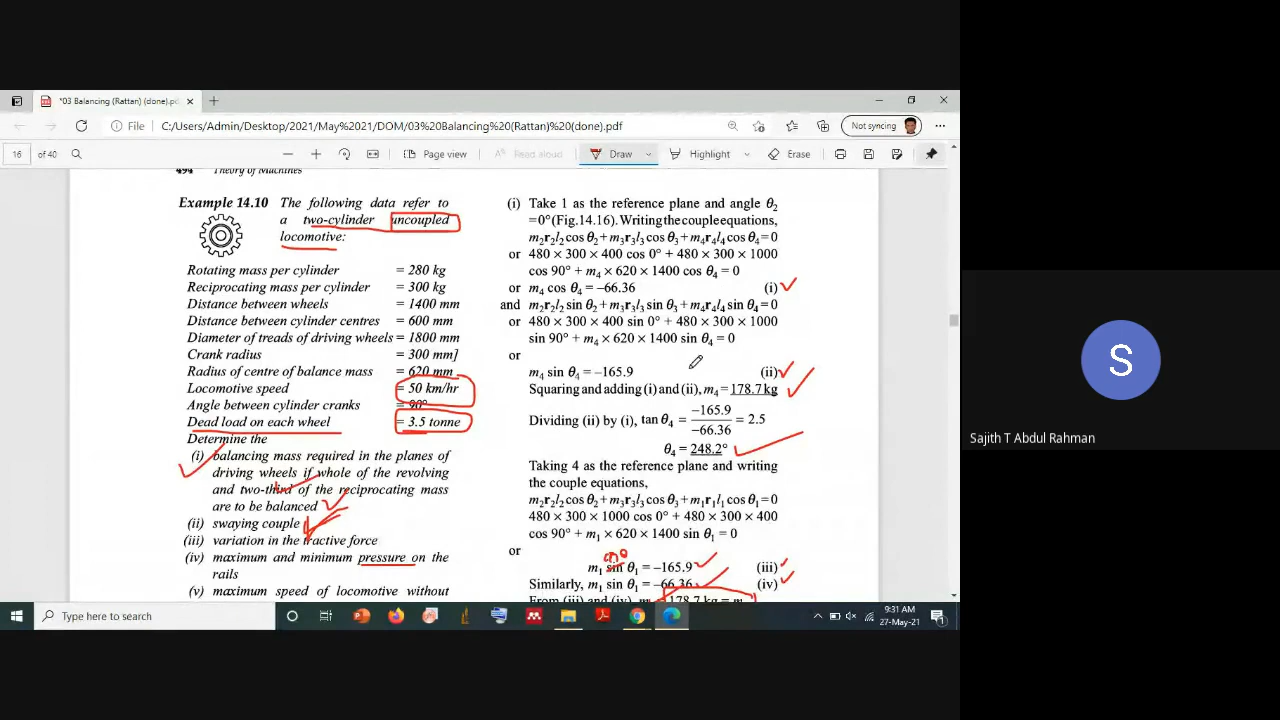 *03 Balancing (Rattan) (done).pd
File
C:/Users/Admin/Desktop/2021/May%2021/DOM/03%20Balancing%20(Rattan)%20(done).pdf
Not syncing
16 of 40
Page view
Read aloud
Draw
Highlight
Erase
494 Theory of Machines
Example 14.10 The following data refer to
a two-cylinder uncoupled
locomotive:
Rotating mass per cylinder = 280 kg
Reciprocating mass per cylinder = 300 kg
Distance between wheels = 1400 mm
Distance between cylinder centres = 600 mm
Diameter of treads of driving wheels = 1800 mm
Crank radius = 300 mm]
Radius of centre of balance mass = 620 mm
Locomotive speed = 50 km/hr
Angle between cylinder cranks = 90°
Dead load on each wheel = 3.5 tonne
Determine the
(i) balancing mass required in the planes of
driving wheels if whole of the revolving
and two-third of the reciprocating mass
are to be balanced
(ii) swaying couple
(iii) variation in the tractive force
(iv) maximum and minimum pressure on the
rails
(v) maximum speed of locomotive without
(i) Take 1 as the reference plane and angle θ₂
=0° (Fig.14.16). Writing the couple equations,
m₂r₂l₂ cos θ₂ + m₃r₃l₃ cos θ₃ + m₄r₄l₄ cos θ₄ = 0
or 480 × 300 × 400 cos 0° + 480 × 300 × 1000
cos 90° + m₄ × 620 × 1400 cos θ₄ = 0
or m₄ cos θ₄ = –66.36 (i)
and m₂r₂l₂ sin θ₂ + m₃r₃l₃ sin θ₃ + m₄r₄l₄ sin θ₄ = 0
or 480 × 300 × 400 sin 0° + 480 × 300 × 1000
sin 90° + m₄ × 620 × 1400 sin θ₄ = 0
or
m₄ sin θ₄ = –165.9 (ii)
Squaring and adding (i) and (ii), m₄ = 178.7 kg
Dividing (ii) by (i), tan θ₄ = –165.9 / –66.36 = 2.5
θ₄ = 248.2°
Taking 4 as the reference plane and writing
the couple equations,
m₂r₂l₂ cos θ₂ + m₃r₃l₃ cos θ₃ + m₁r₁l₁ cos θ₁ = 0
480 × 300 × 1000 cos 0° + 480 × 300 × 400
cos 90° + m₁ × 620 × 1400 sin θ₁ = 0
or
m₁ sin θ₁ = –165.9 (iii)
Similarly, m₁ sin θ₁ = –66.36 (iv)
From (iii) and (iv), m 178.7 kg = m
S
Sajith T Abdul Rahman
Type here to search
9:31 AM
27-May-21